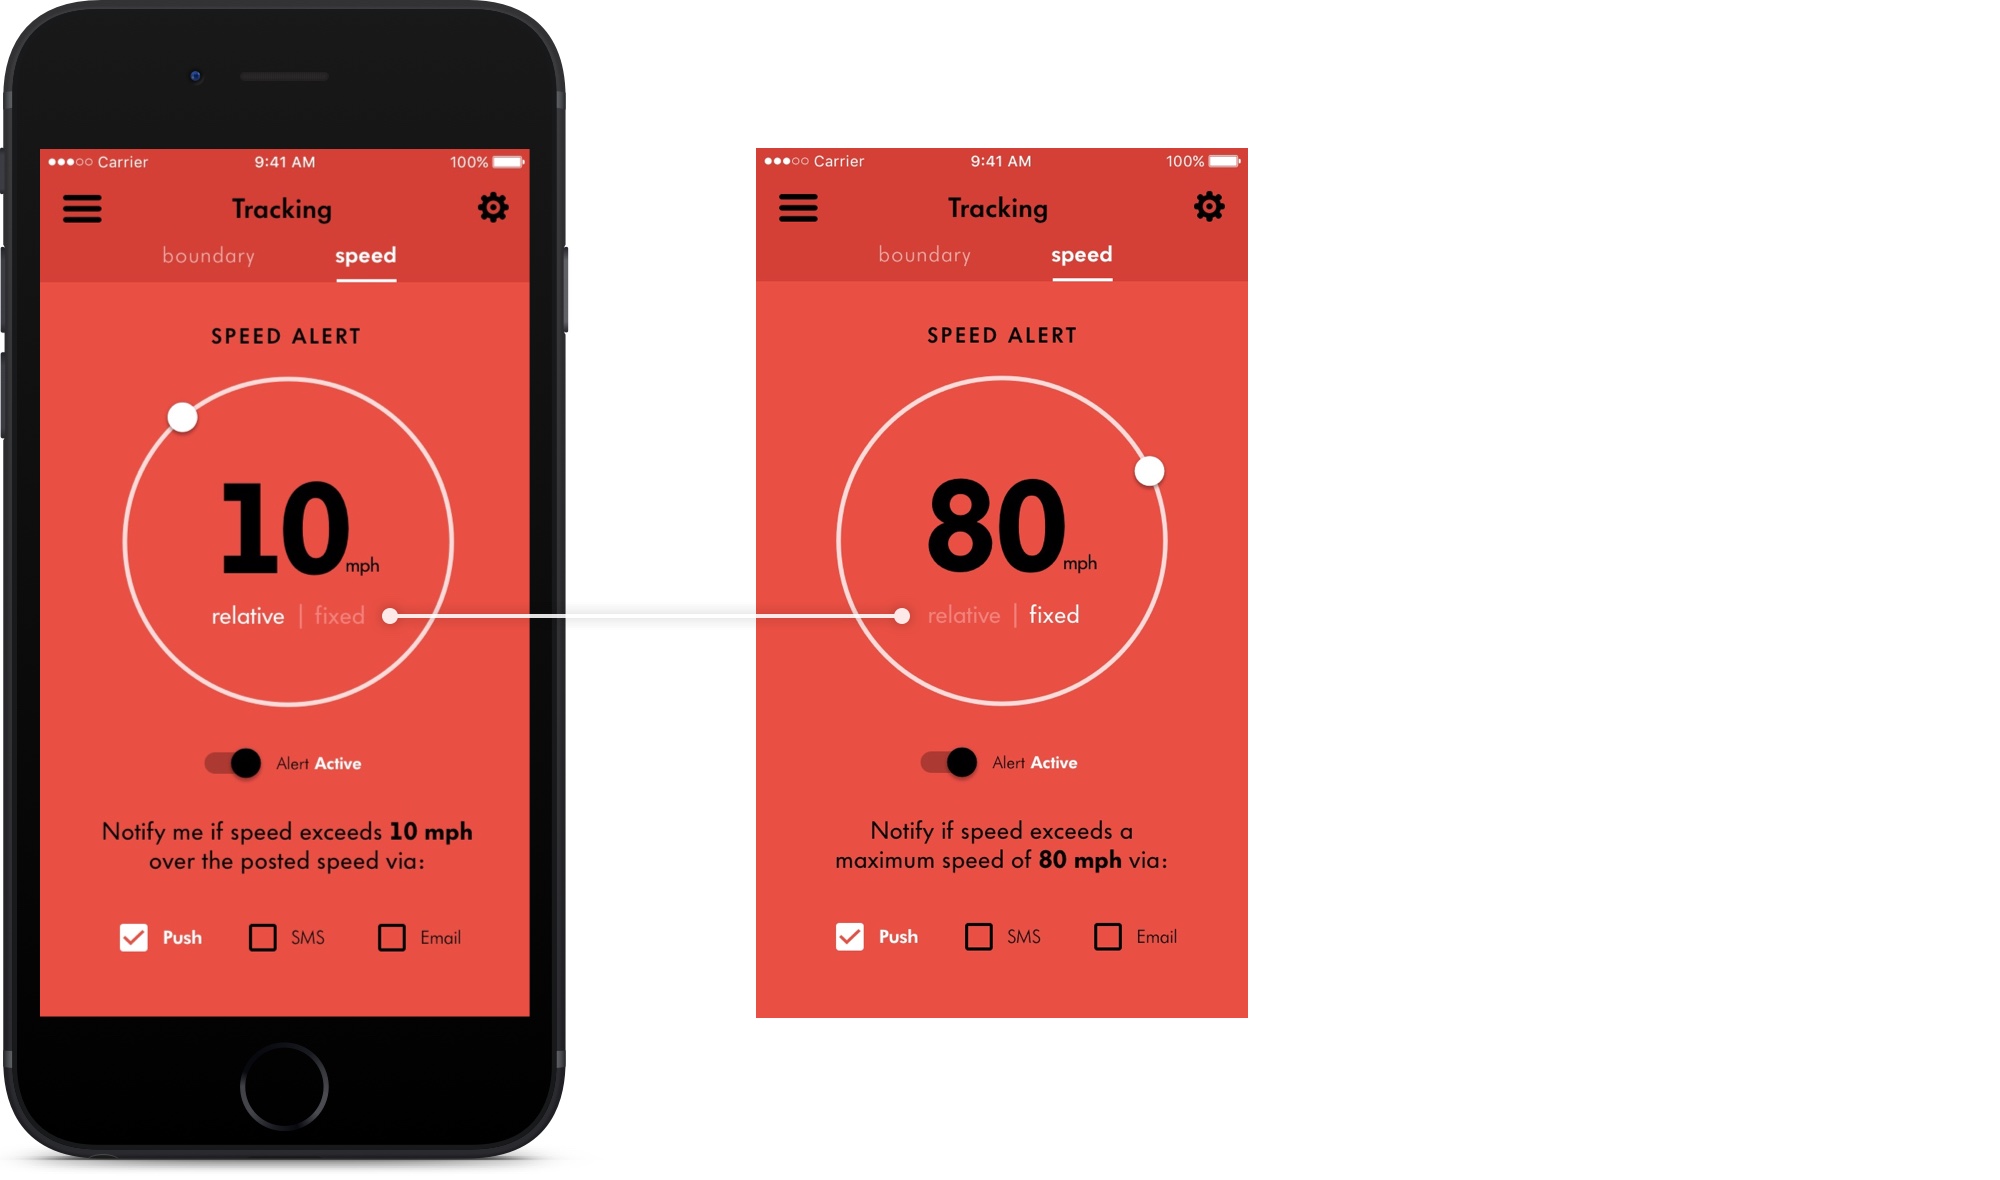 Carrier 9:41 AM 100%
Tracking
boundary speed
SPEED ALERT
10 mph
relative | fixed
Alert Active
Notify me if speed exceeds 10 mph
over the posted speed via:
Push SMS Email
Carrier 9:41 AM 100%
Tracking
boundary speed
SPEED ALERT
80 mph
relative | fixed
Alert Active
Notify if speed exceeds a
maximum speed of 80 mph via:
Push SMS Email